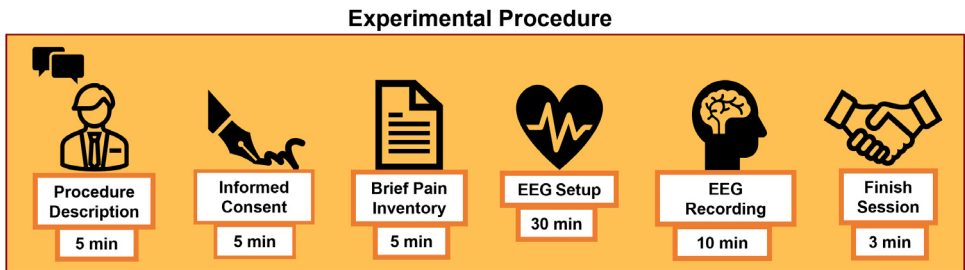 Experimental Procedure
Procedure
Description
5 min
Informed
Consent
5 min
Brief Pain
Inventory
5 min
EEG Setup
30 min
EEG
Recording
10 min
Finish
Session
3 min